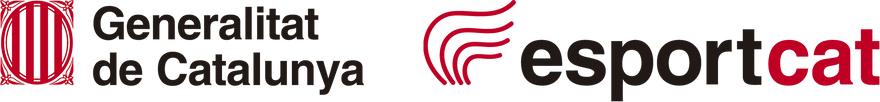 Generalitat
de Catalunya
esportcat